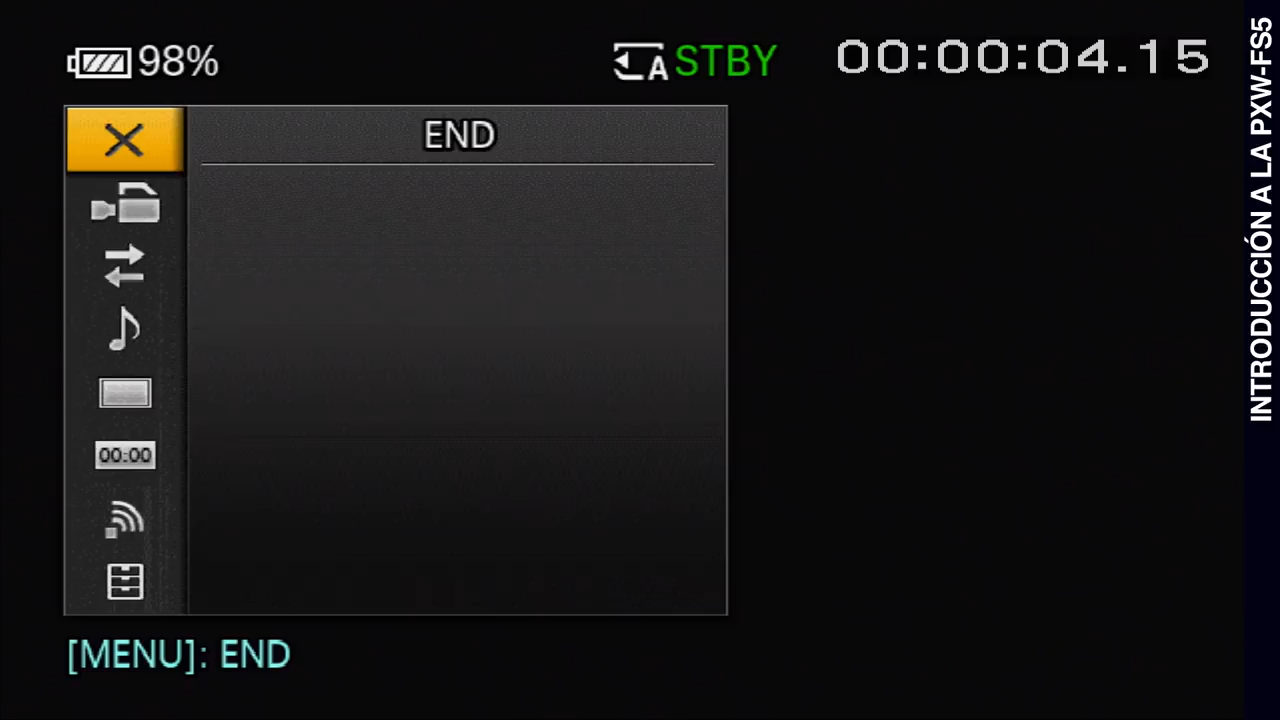 98%
A STBY
00:00:04.15
END
00:00
[MENU]: END
INTRODUCCIÓN A LA PXW-FS5